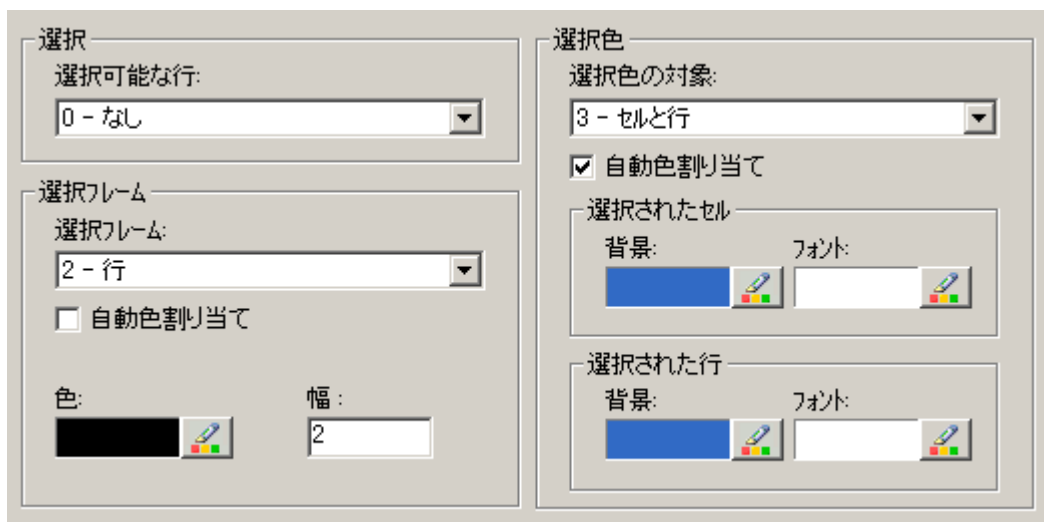 選択
選択可能な行:
0 - なし
選択フレーム
選択フレーム:
2 - 行
自動色割り当て
色:
幅 :
2
選択色
選択色の対象:
3 - セルと行
自動色割り当て
選択されたセル
背景: フォント:
選択された行
背景: フォント: